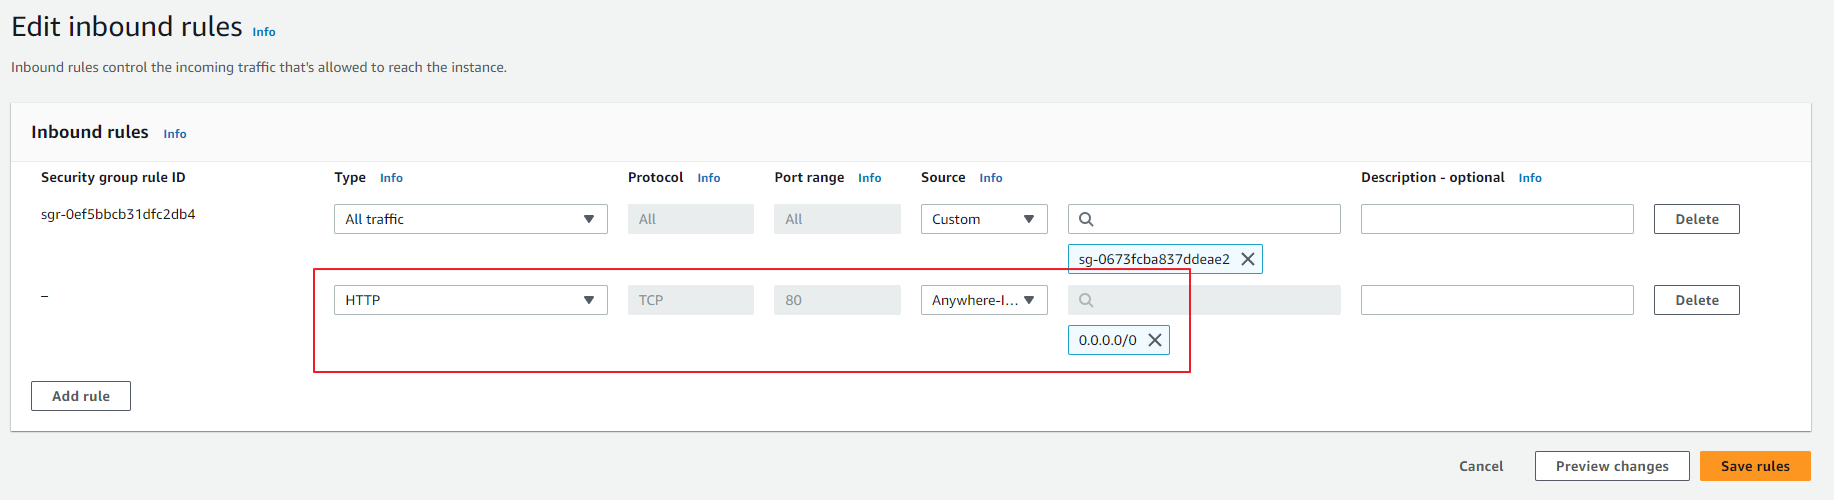 Edit inbound rules Info
Inbound rules control the incoming traffic that's allowed to reach the instance.
Inbound rules Info
Security group rule ID Type Info Protocol Info Port range Info Source Info Description - optional Info
sgr-0ef5bbcb31dfc2db4 All traffic All All Custom Delete
sg-0673fcba837ddeae2
– HTTP TCP 80 Anywhere-I... Delete
0.0.0.0/0
Add rule
Cancel Preview changes Save rules